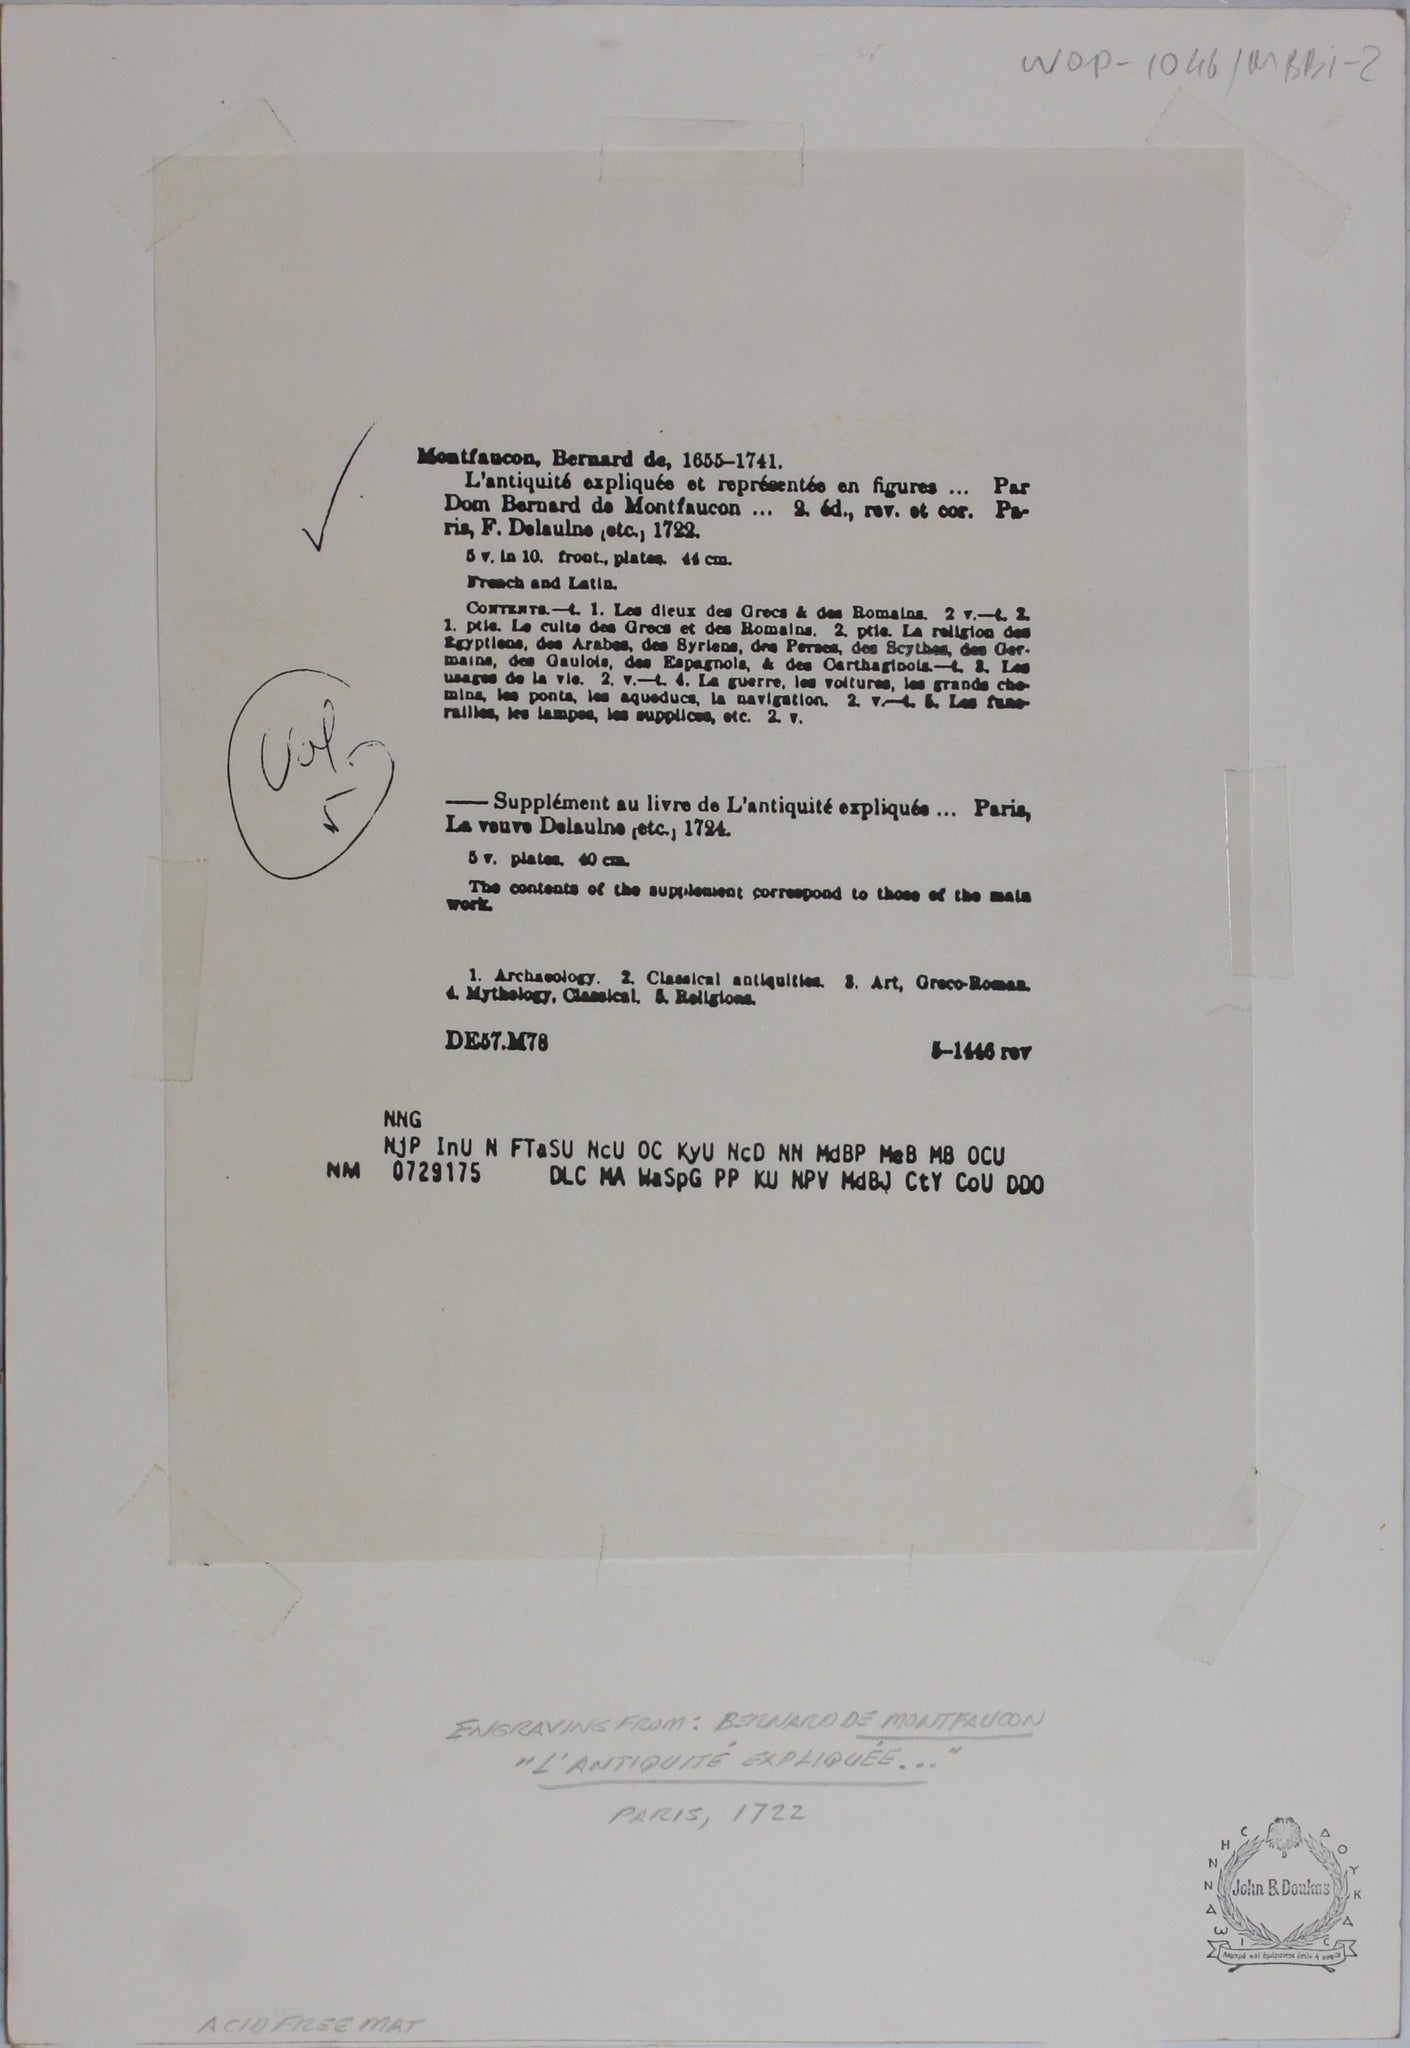 WOP-1046/MBBI-2
Montfaucon, Bernard de, 1655-1741.
L'antiquité expliquée et représentée en figures ... Par
Dom Bernard de Montfaucon ... 2. éd., rev. et cor. Pa-
ris, F. Delaulne [etc.] 1722.
5 v. in 10. front., plates. 44 cm.
French and Latin.
CONTENTS.—t. 1. Les dieux des Grecs & des Romains. 2 v.—t. 2.
1. ptie. Le culte des Grecs et des Romains. 2. ptie. La religion des
Égyptiens, des Arabes, des Syriens, des Perses, des Scythes, des Ger-
mains, des Gaulois, des Espagnols, & des Carthaginois.—t. 3. Les
usages de la vie. 2. v.—t. 4. La guerre, les voitures, les grands che-
mins, les ponts, les aqueducs, la navigation. 2. v.—t. 5. Les fune-
railles, les lampes, les supplices, etc. 2. v.
Vol.
5
—— Supplément au livre de L'antiquité expliquée ... Paris,
La veuve Delaulne [etc.] 1724.
5 v. plates. 40 cm.
The contents of the supplement correspond to those of the main
work.
1. Archaeology. 2. Classical antiquities. 3. Art, Greco-Roman.
4. Mythology, Classical. 5. Religions.
DE57.M78 5-1446 rev
NNG
NjP InU N FTaSU NcU OC KyU NcD NN MdBP MeB MB OCU
NM 0729175 DLC MA WaSpG PP KU NPV MdBJ CtY CoU DDO
ENGRAVING FROM: BERNARD DE MONTFAUCON
"L'ANTIQUITÉ EXPLIQUÉE..."
PARIS, 1722
ΙωΑΝΝΗC ΔΟΥΚΑC
John B. Doukas
ACID FREE MAT